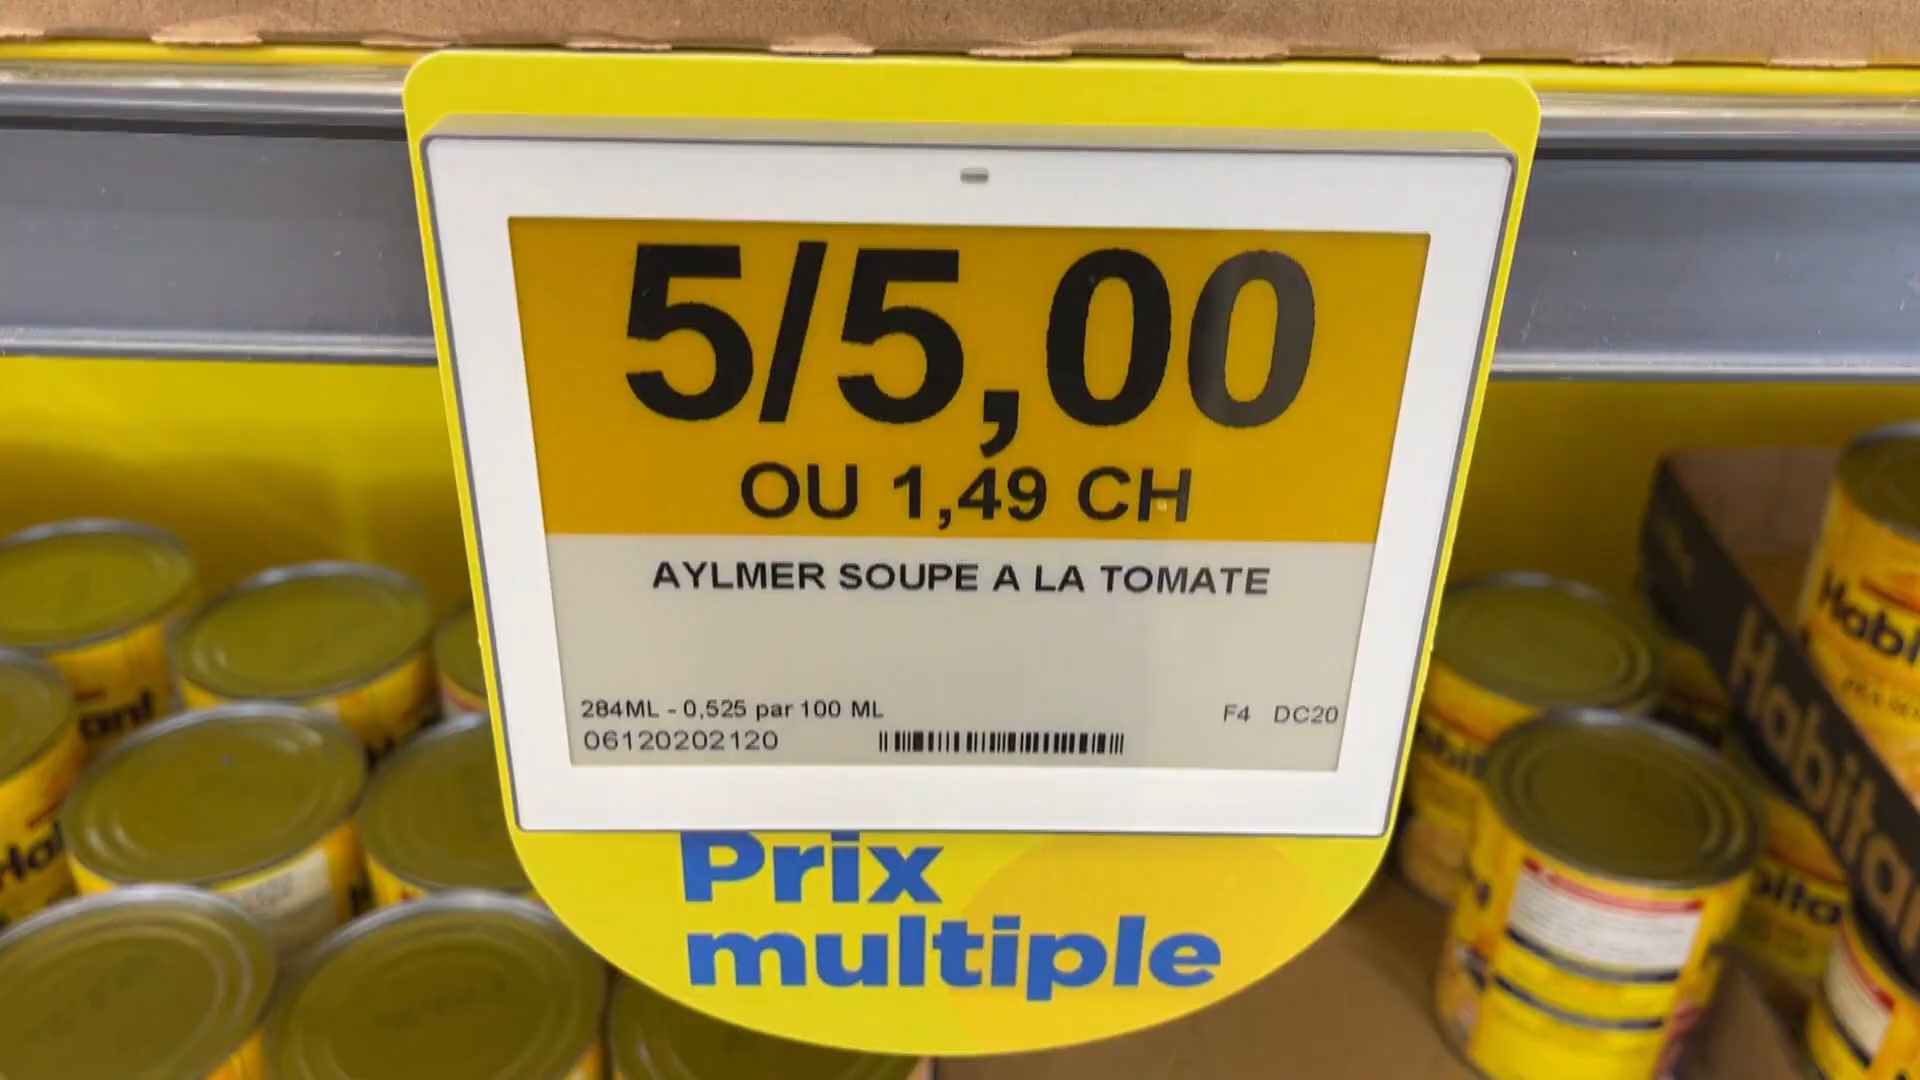 5/5,00
OU 1,49 CH
AYLMER SOUPE A LA TOMATE
284ML - 0,525 par 100 ML
F4 DC20
06120202120
Prix
multiple
Habitant